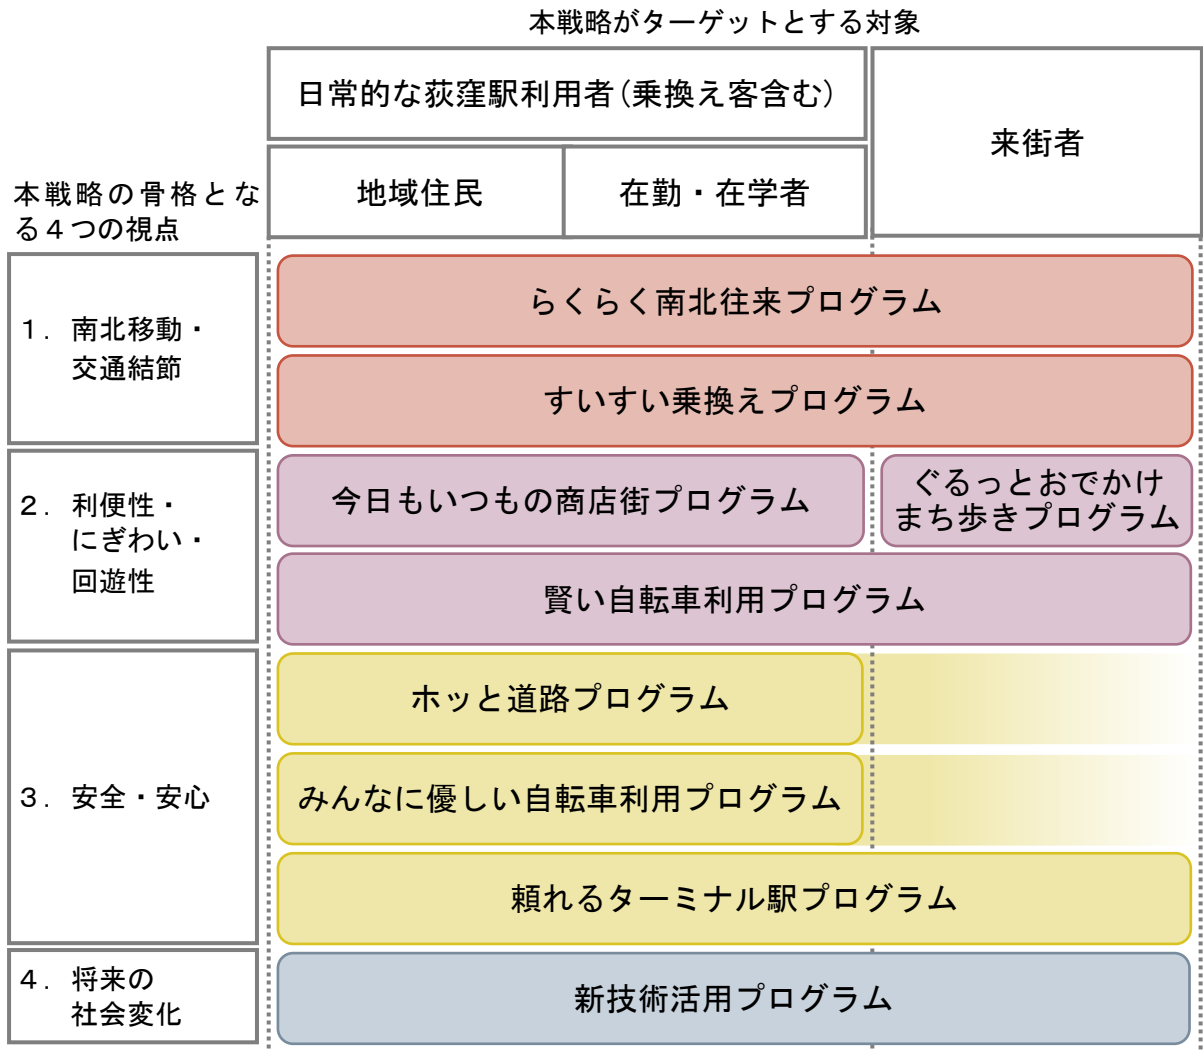 本戦略がターゲットとする対象
日常的な荻窪駅利用者(乗換え客含む)
来街者
地域住民
在勤・在学者
本戦略の骨格とな
る４つの視点
１．南北移動・
交通結節
らくらく南北往来プログラム
すいすい乗換えプログラム
２．利便性・
にぎわい・
回遊性
今日もいつもの商店街プログラム
ぐるっとおでかけ
まち歩きプログラム
賢い自転車利用プログラム
３．安全・安心
ホッと道路プログラム
みんなに優しい自転車利用プログラム
頼れるターミナル駅プログラム
４．将来の
社会変化
新技術活用プログラム